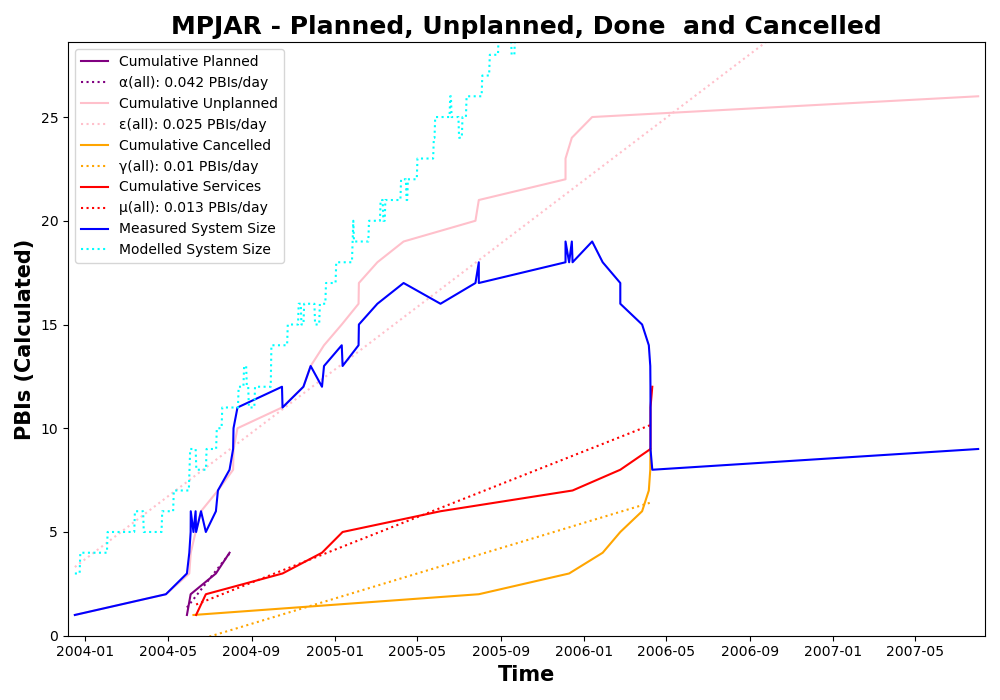 MPJAR - Planned, Unplanned, Done  and Cancelled
PBIs (Calculated)
25
20
15
10
5
0
Cumulative Planned
α(all): 0.042 PBIs/day
Cumulative Unplanned
ε(all): 0.025 PBIs/day
Cumulative Cancelled
γ(all): 0.01 PBIs/day
Cumulative Services
μ(all): 0.013 PBIs/day
Measured System Size
Modelled System Size
2004-01 2004-05 2004-09 2005-01 2005-05 2005-09 2006-01 2006-05 2006-09 2007-01 2007-05
Time